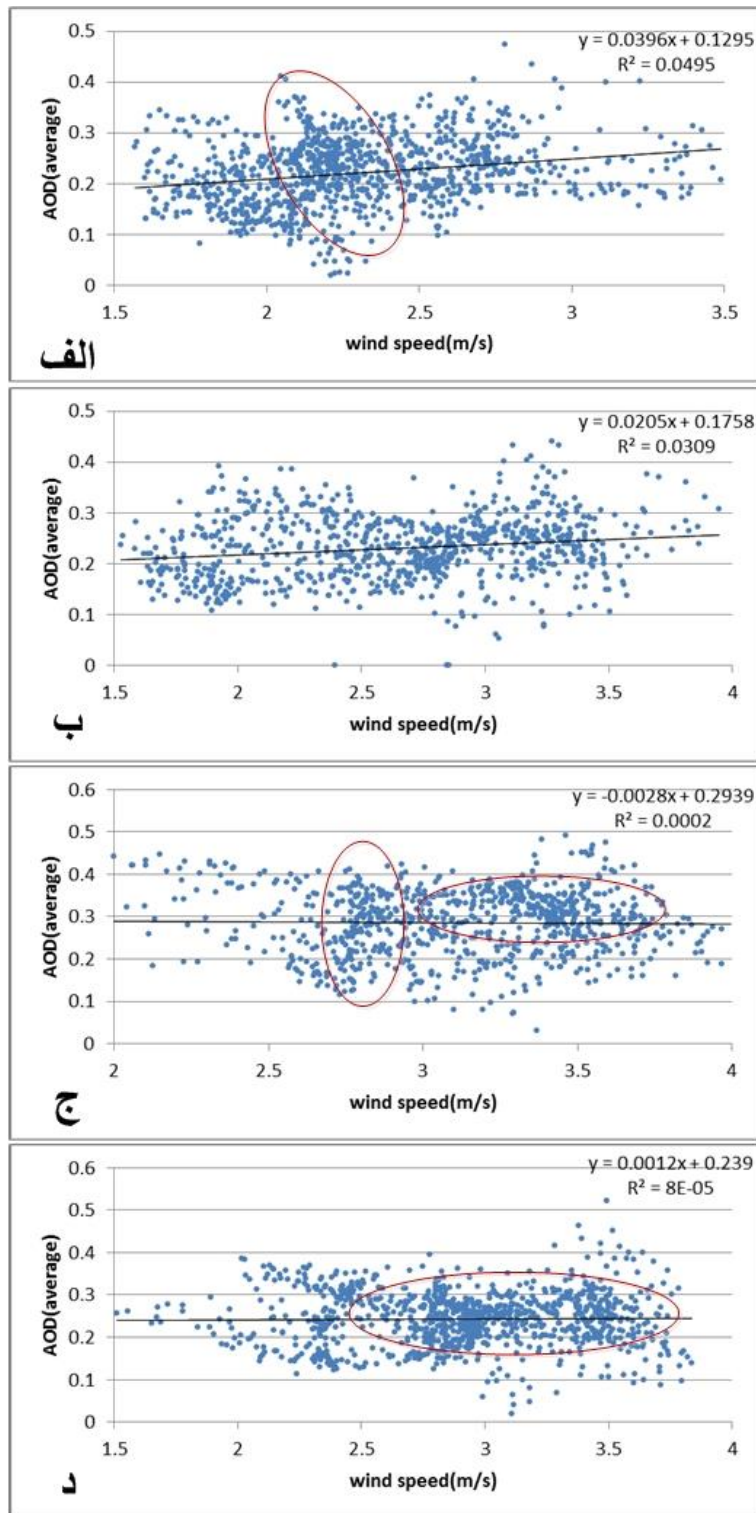 y = 0.0396x + 0.1295
R² = 0.0495
AOD(average)
0.5
0.4
0.3
0.2
0.1
0
1.5 2 2.5 3 3.5
wind speed(m/s)
الف
y = 0.0205x + 0.1758
R² = 0.0309
AOD(average)
0.5
0.4
0.3
0.2
0.1
0
1.5 2 2.5 3 3.5 4
wind speed(m/s)
ب
y = -0.0028x + 0.2939
R² = 0.0002
AOD(average)
0.6
0.5
0.4
0.3
0.2
0.1
0
2 2.5 3 3.5 4
wind speed(m/s)
ج
y = 0.0012x + 0.239
R² = 8E-05
AOD(average)
0.6
0.5
0.4
0.3
0.2
0.1
0
1.5 2 2.5 3 3.5 4
wind speed(m/s)
د